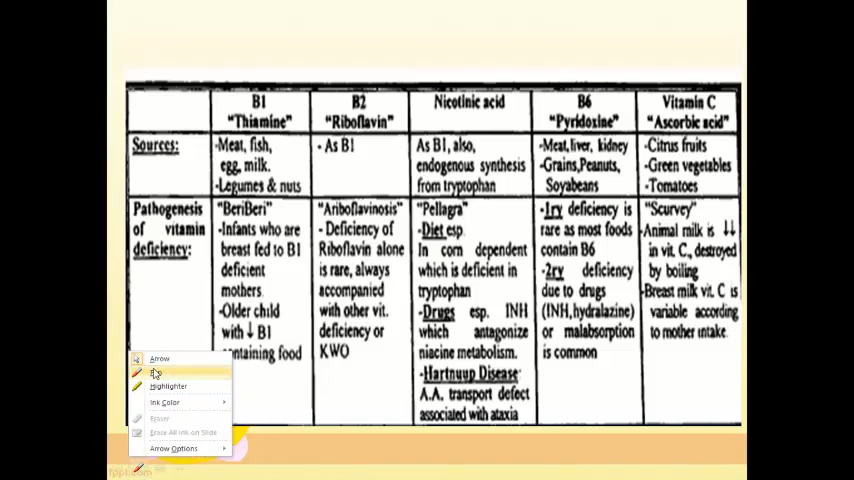 B1
"Thiamine"
B2
"Riboflavin"
Nicotinic acid
B6
"Pyridoxine"
Vitamin C
"Ascorbic acid"
Sources:
-Meat, fish,
egg, milk.
-Legumes & nuts
- As B1
As B1, also,
endogenous synthesis
from tryptophan
-Meat, liver, kidney
-Grains,Peanuts,
Soyabeans
-Citrus fruits
-Green vegetables
-Tomatoes
Pathogenesis
of vitamin
deficiency:
"BeriBeri"
-Infants who are
breast fed to B1
deficient
mothers.
-Older child
with ↓ B1
containing food
"Ariboflavinosis"
- Deficiency of
Riboflavin alone
is rare, always
accompanied
with other vit.
deficiency or
KWO
"Pellagra"
-Diet esp.
In corn dependent
which is deficient in
tryptophan
-Drugs esp. INH
which antagonize
niacine metabolism.
-Hartnuup Disease:
A.A. transport defect
associated with ataxia
-1ry deficiency is
rare as most foods
contain B6
-2ry deficiency
due to drugs
(INH,hydralazine)
or malabsorption
is common
"Scurvey"
-Animal milk is ↓↓
in vit. C., destroyed
by boiling
-Breast milk vit. C is
variable according
to mother intake.
Arrow
Highlighter
Ink Color
Eraser
Erase All Ink on Slide
Arrow Options